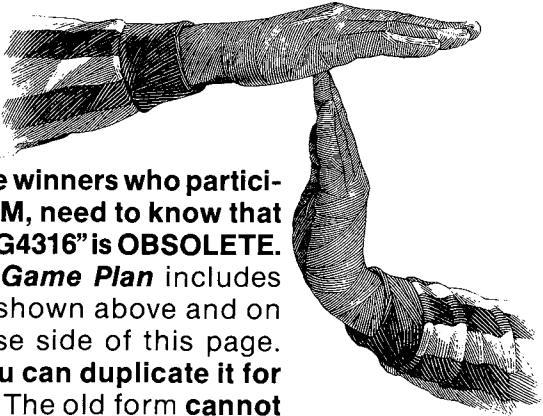 e winners who partici-
M, need to know that
G4316” is OBSOLETE.
Game Plan includes
shown above and on
se side of this page.
u can duplicate it for
The old form cannot